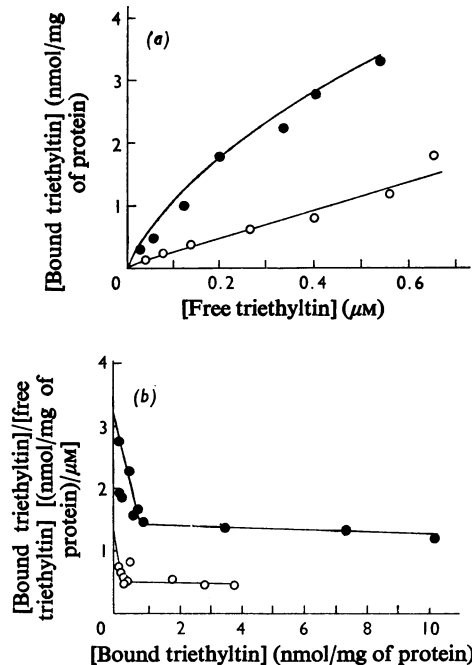 (a)
[Bound triethyltin] (nmol/mg
of protein)
4
3
2
1
0
0.2
0.4
0.6
[Free triethyltin] (μM)
(b)
[Bound triethyltin]/[free
triethyltin] [(nmol/mg of
protein)/μM]
4
3
2
1
0
2
4
6
8
10
[Bound triethyltin] (nmol/mg of protein)